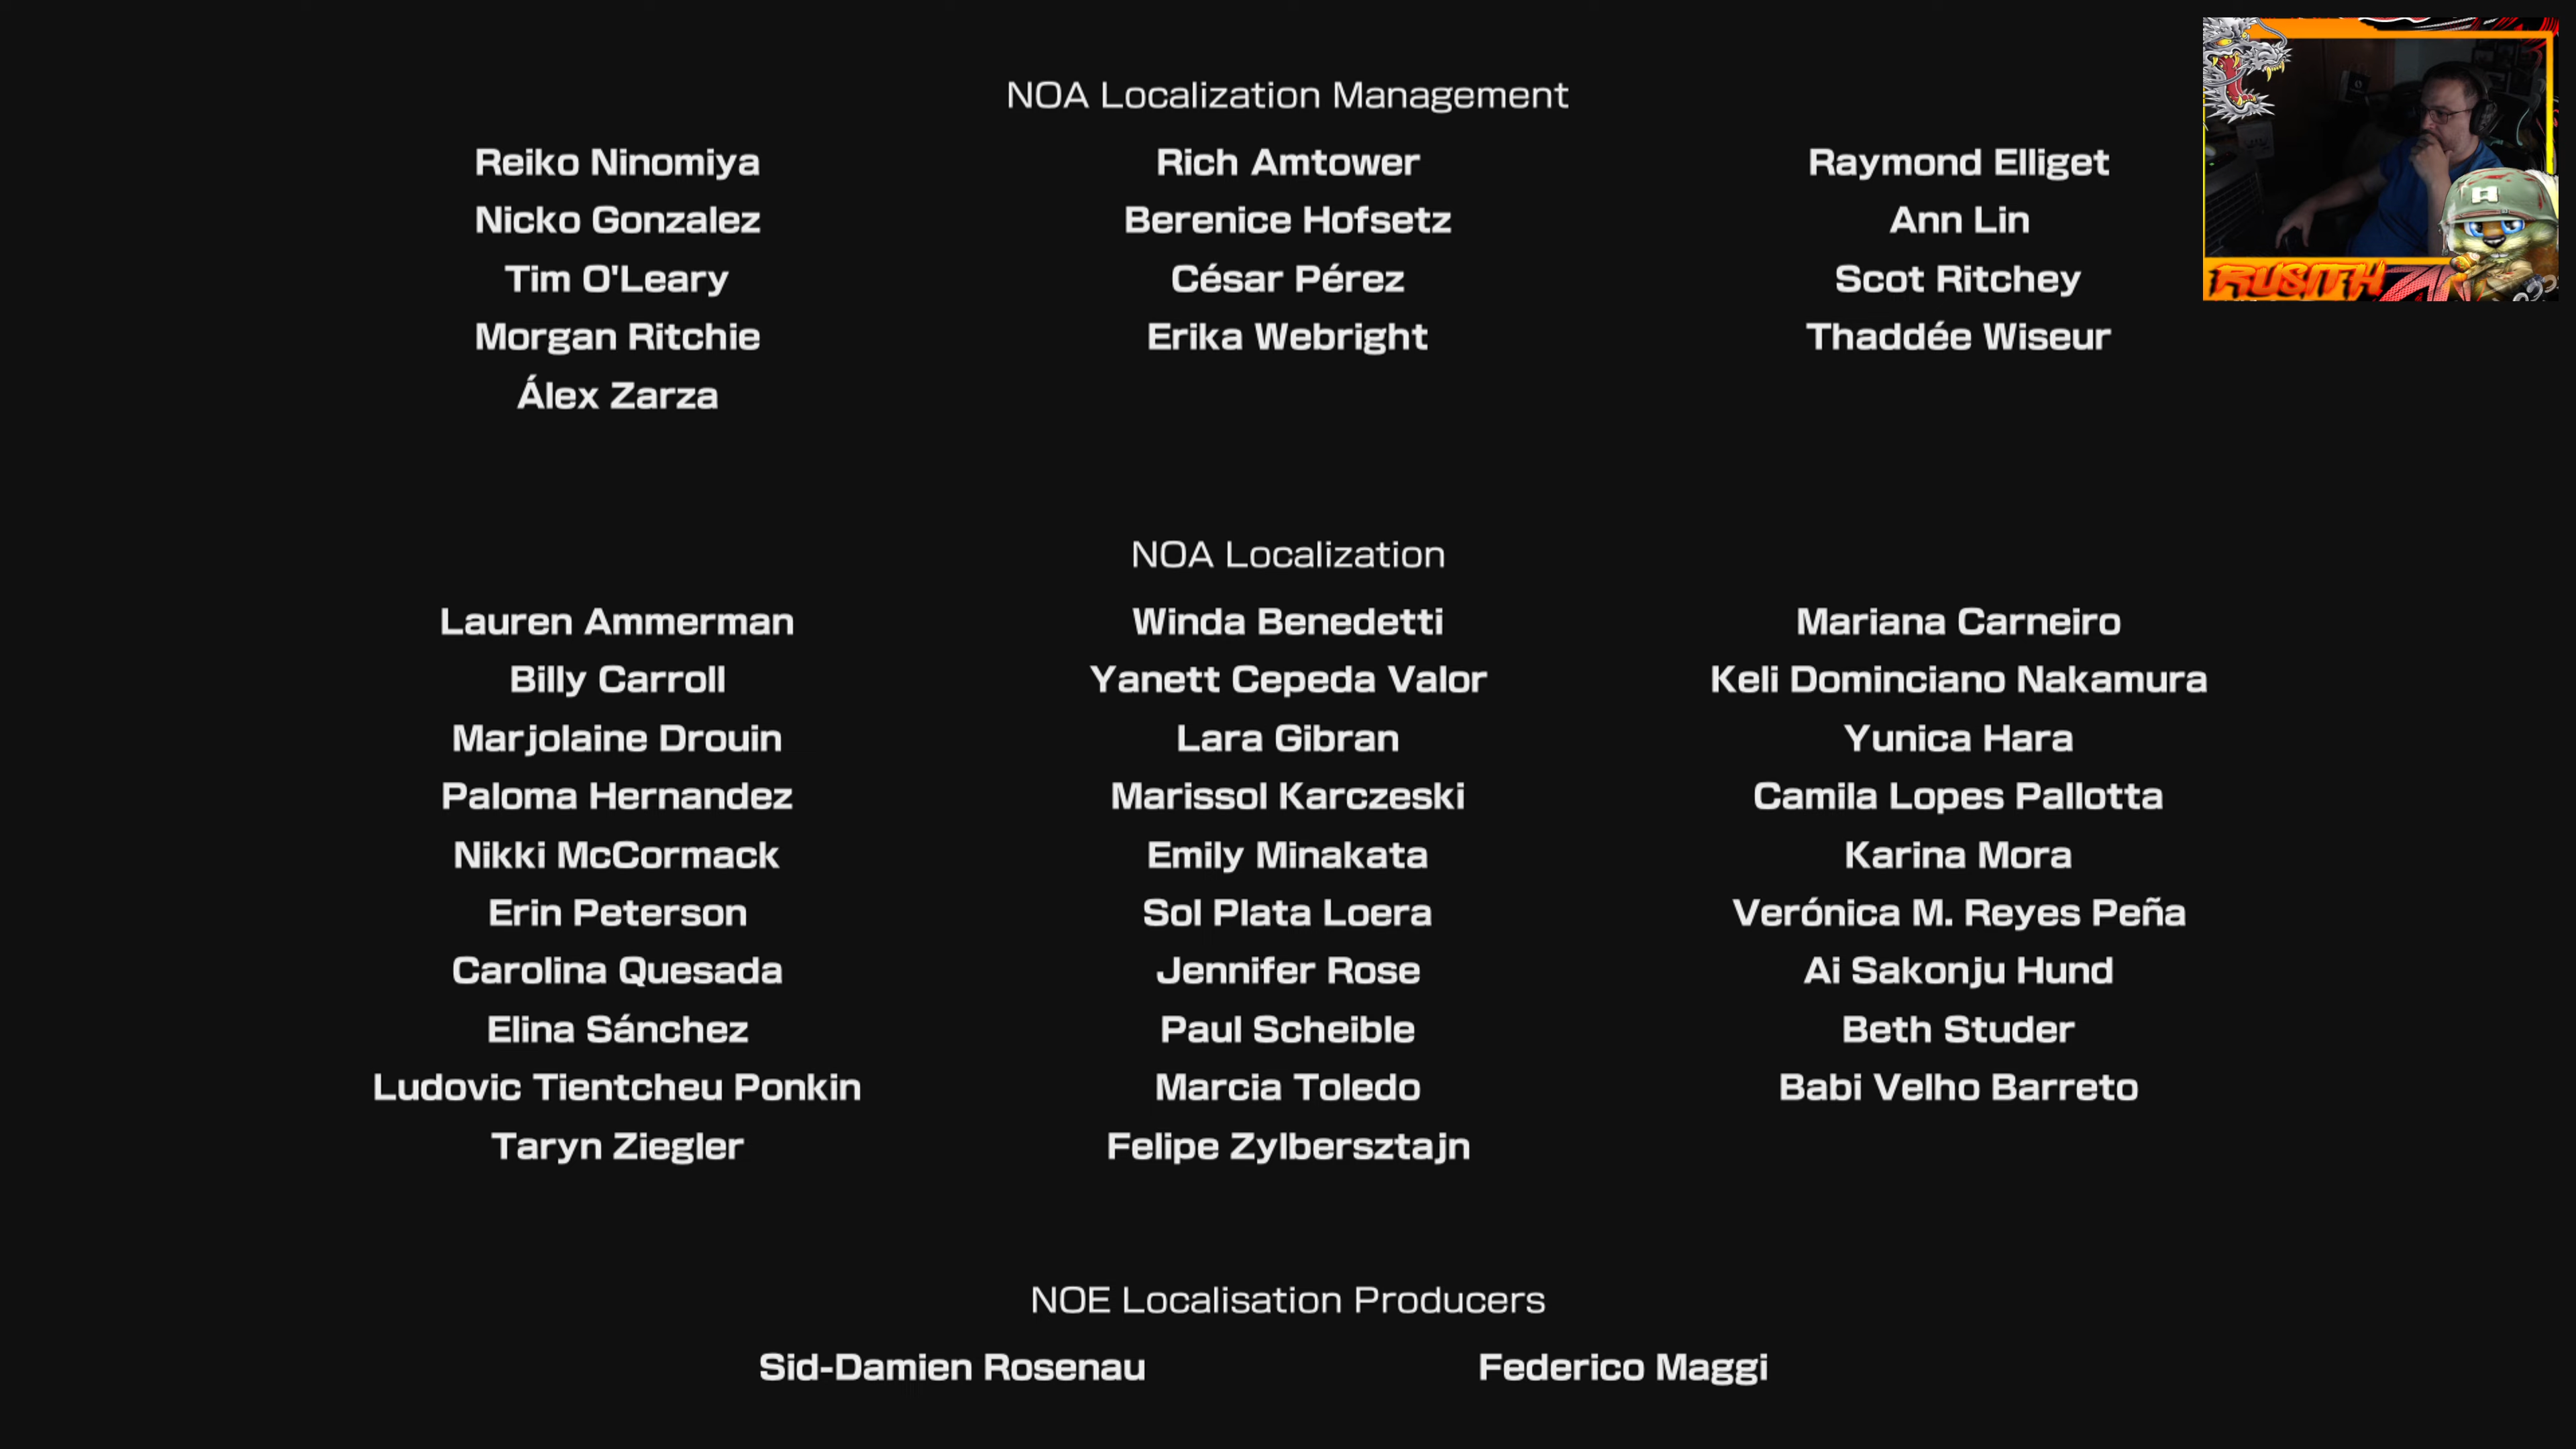 NOA Localization Management
Reiko Ninomiya Rich Amtower Raymond Elliget
Nicko Gonzalez Berenice Hofsetz Ann Lin
Tim O'Leary César Pérez Scot Ritchey
Morgan Ritchie Erika Webright Thaddée Wiseur
Álex Zarza
RUSITH
NOA Localization
Lauren Ammerman Winda Benedetti Mariana Carneiro
Billy Carroll Yanett Cepeda Valor Keli Dominciano Nakamura
Marjolaine Drouin Lara Gibran Yunica Hara
Paloma Hernandez Marissol Karczeski Camila Lopes Pallotta
Nikki McCormack Emily Minakata Karina Mora
Erin Peterson Sol Plata Loera Verónica M. Reyes Peña
Carolina Quesada Jennifer Rose Ai Sakonju Hund
Elina Sánchez Paul Scheible Beth Studer
Ludovic Tientcheu Ponkin Marcia Toledo Babi Velho Barreto
Taryn Ziegler Felipe Zylbersztajn
NOE Localisation Producers
Sid-Damien Rosenau Federico Maggi